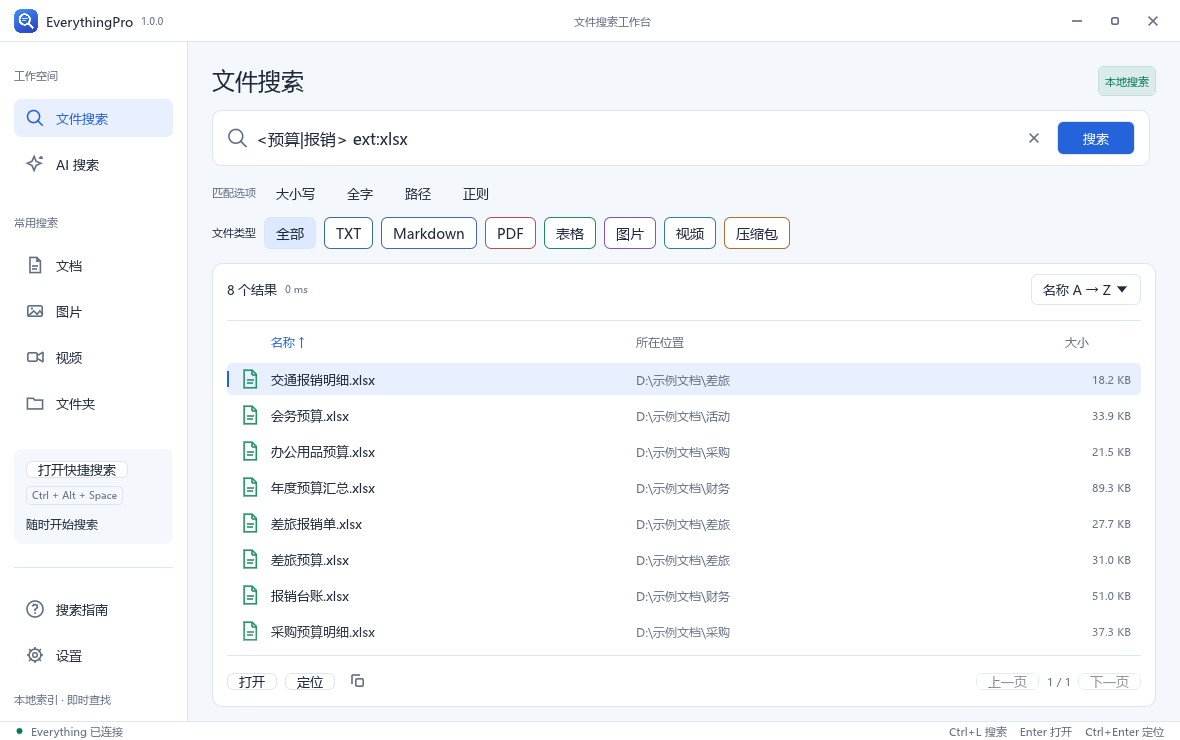 EverythingPro 1.0.0
文件搜索工作台
工作空间
文件搜索
AI 搜索
常用搜索
文档
图片
视频
文件夹
打开快捷搜索
Ctrl + Alt + Space
随时开始搜索
搜索指南
设置
本地索引 · 即时查找
文件搜索
本地搜索
<预算|报销> ext:xlsx
搜索
匹配选项 大小写 全字 路径 正则
文件类型 全部 TXT Markdown PDF 表格 图片 视频 压缩包
8 个结果 0 ms
名称 A → Z ▼
名称 ↑ 所在位置 大小
交通报销明细.xlsx D:\示例文档\差旅 18.2 KB
会务预算.xlsx D:\示例文档\活动 33.9 KB
办公用品预算.xlsx D:\示例文档\采购 21.5 KB
年度预算汇总.xlsx D:\示例文档\财务 89.3 KB
差旅报销单.xlsx D:\示例文档\差旅 27.7 KB
差旅预算.xlsx D:\示例文档\差旅 31.0 KB
报销台账.xlsx D:\示例文档\财务 51.0 KB
采购预算明细.xlsx D:\示例文档\采购 37.3 KB
打开 定位
上一页 1 / 1 下一页
Everything 已连接
Ctrl+L 搜索 Enter 打开 Ctrl+Enter 定位